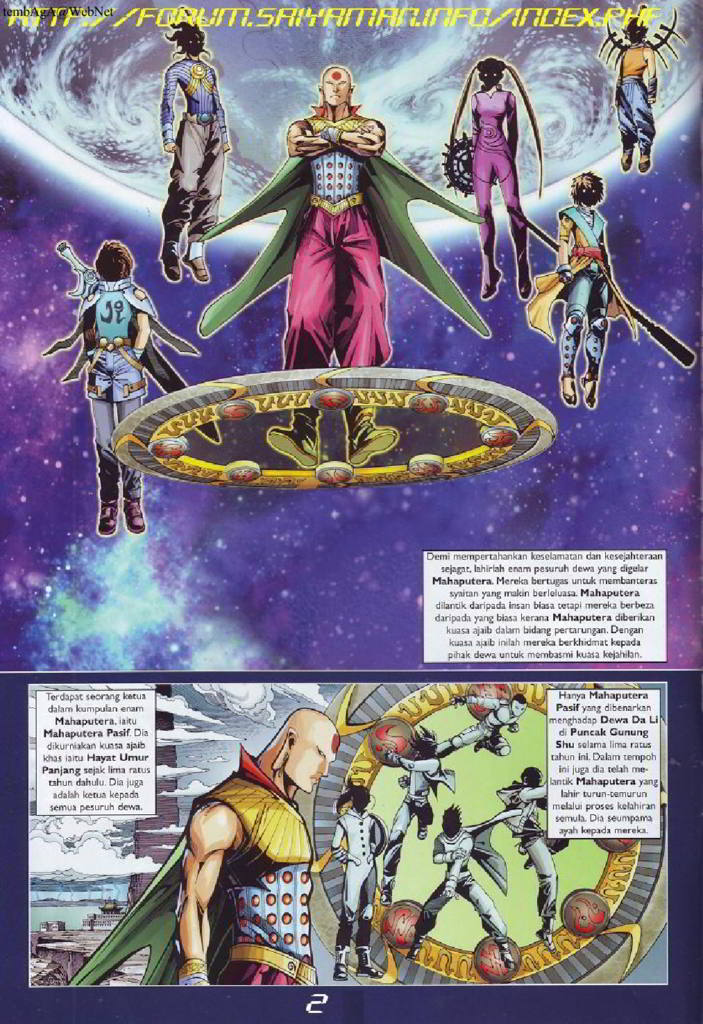 tembAgA@WebNet
HTTP://FORUM.SAIYAMAN.INFO/INDEX.PHP
Demi mempertahankan keselamatan dan kesejahteraan
sejagat, lahirlah enam pesuruh dewa yang digelar
Mahaputera. Mereka bertugas untuk membanteras
syaitan yang makin berleluasa. Mahaputera
dilantik daripada insan biasa tetapi mereka berbeza
daripada yang biasa kerana Mahaputera diberikan
kuasa ajaib dalam bidang pertarungan. Dengan
kuasa ajaib inilah mereka berkhidmat kepada
pihak dewa untuk membasmi kuasa kejahilan.
Terdapat seorang ketua
dalam kumpulan enam
Mahaputera, iaitu
Mahaputera Pasif. Dia
dikurniakan kuasa ajaib
khas iaitu Hayat Umur
Panjang sejak lima ratus
tahun dahulu. Dia juga
adalah ketua kepada
semua pesuruh dewa.
Hanya Mahaputera
Pasif yang dibenarkan
menghadap Dewa Da Li
di Puncak Gunung
Shu selama lima ratus
tahun ini. Dalam tempoh
ini juga dia telah me-
lantik Mahaputera yang
lahir turun-temurun
melalui proses kelahiran
semula. Dia seumpama
ayah kepada mereka.
2